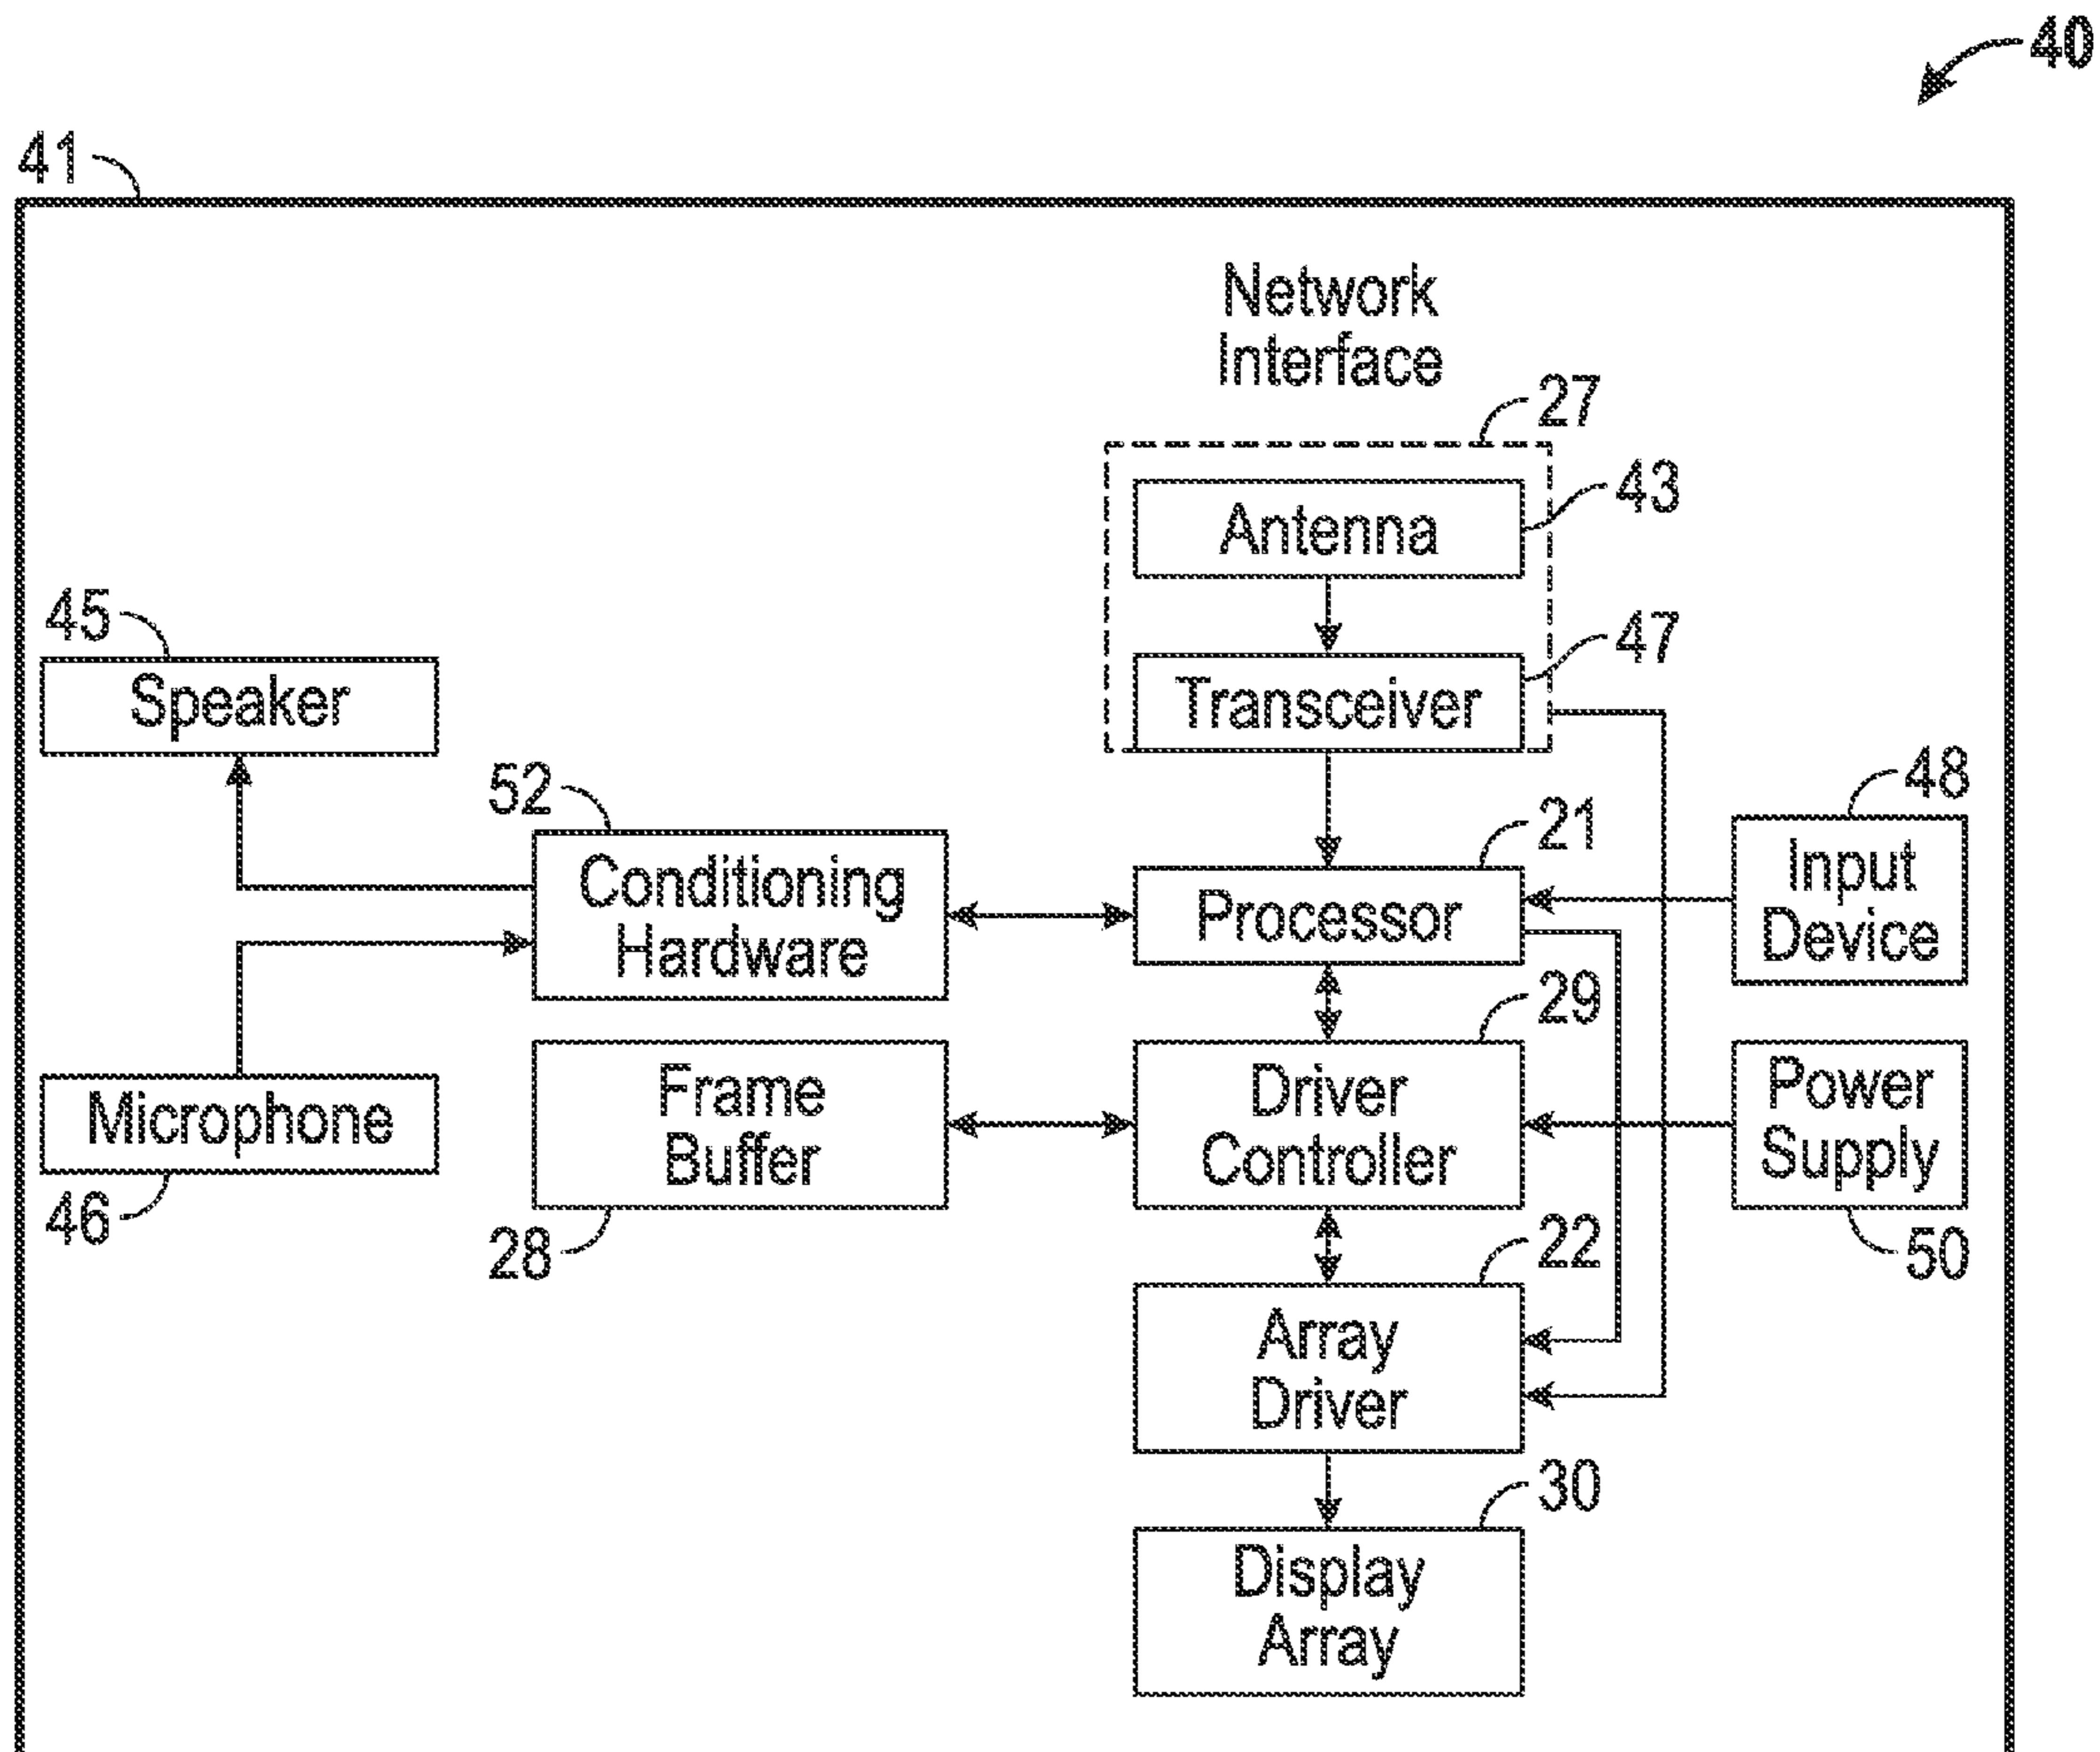 40
41
Network
Interface
27
Antenna
43
47
Transceiver
45
Speaker
52
Conditioning
Hardware
21
Processor
48
Input
Device
Microphone
46
Frame
Buffer
28
29
Driver
Controller
Power
Supply
50
22
Array
Driver
30
Display
Array